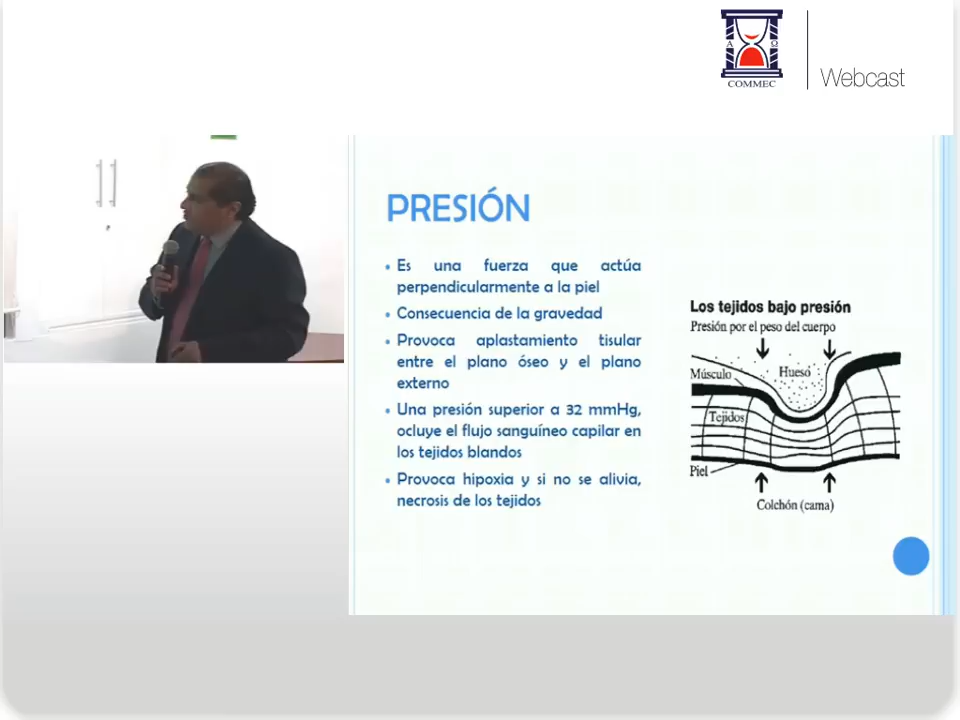 A Ω
COMMEC
Webcast
PRESIÓN
• Es una fuerza que actúa
perpendicularmente a la piel
• Consecuencia de la gravedad
• Provoca aplastamiento tisular
entre el plano óseo y el plano
externo
• Una presión superior a 32 mmHg,
ocluye el flujo sanguíneo capilar en
los tejidos blandos
• Provoca hipoxia y si no se alivia,
necrosis de los tejidos
Los tejidos bajo presión
Presión por el peso del cuerpo
Hueso
Músculo
Tejidos
Piel
Colchón (cama)